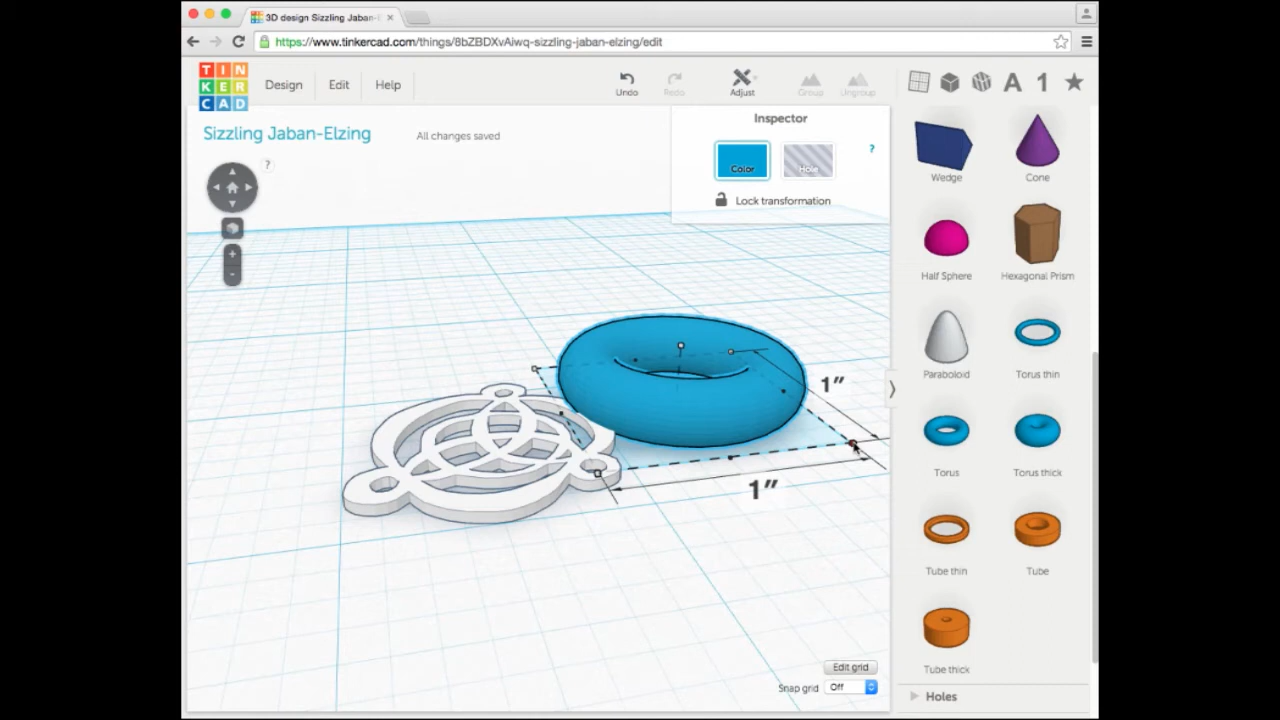 3D design Sizzling Jaban-E
https://www.tinkercad.com/things/8bZBDXvAiwq-sizzling-jaban-elzing/edit
TIN
KER
CAD
Design
Edit
Help
Undo
Redo
Adjust
Group
Ungroup
A
1
Sizzling Jaban-Elzing
All changes saved
?
Inspector
Color
Hole
?
Lock transformation
+
-
1"
1"
Wedge
Cone
Half Sphere
Hexagonal Prism
Paraboloid
Torus thin
Torus
Torus thick
Tube thin
Tube
Tube thick
Holes
Edit grid
Snap grid
Off